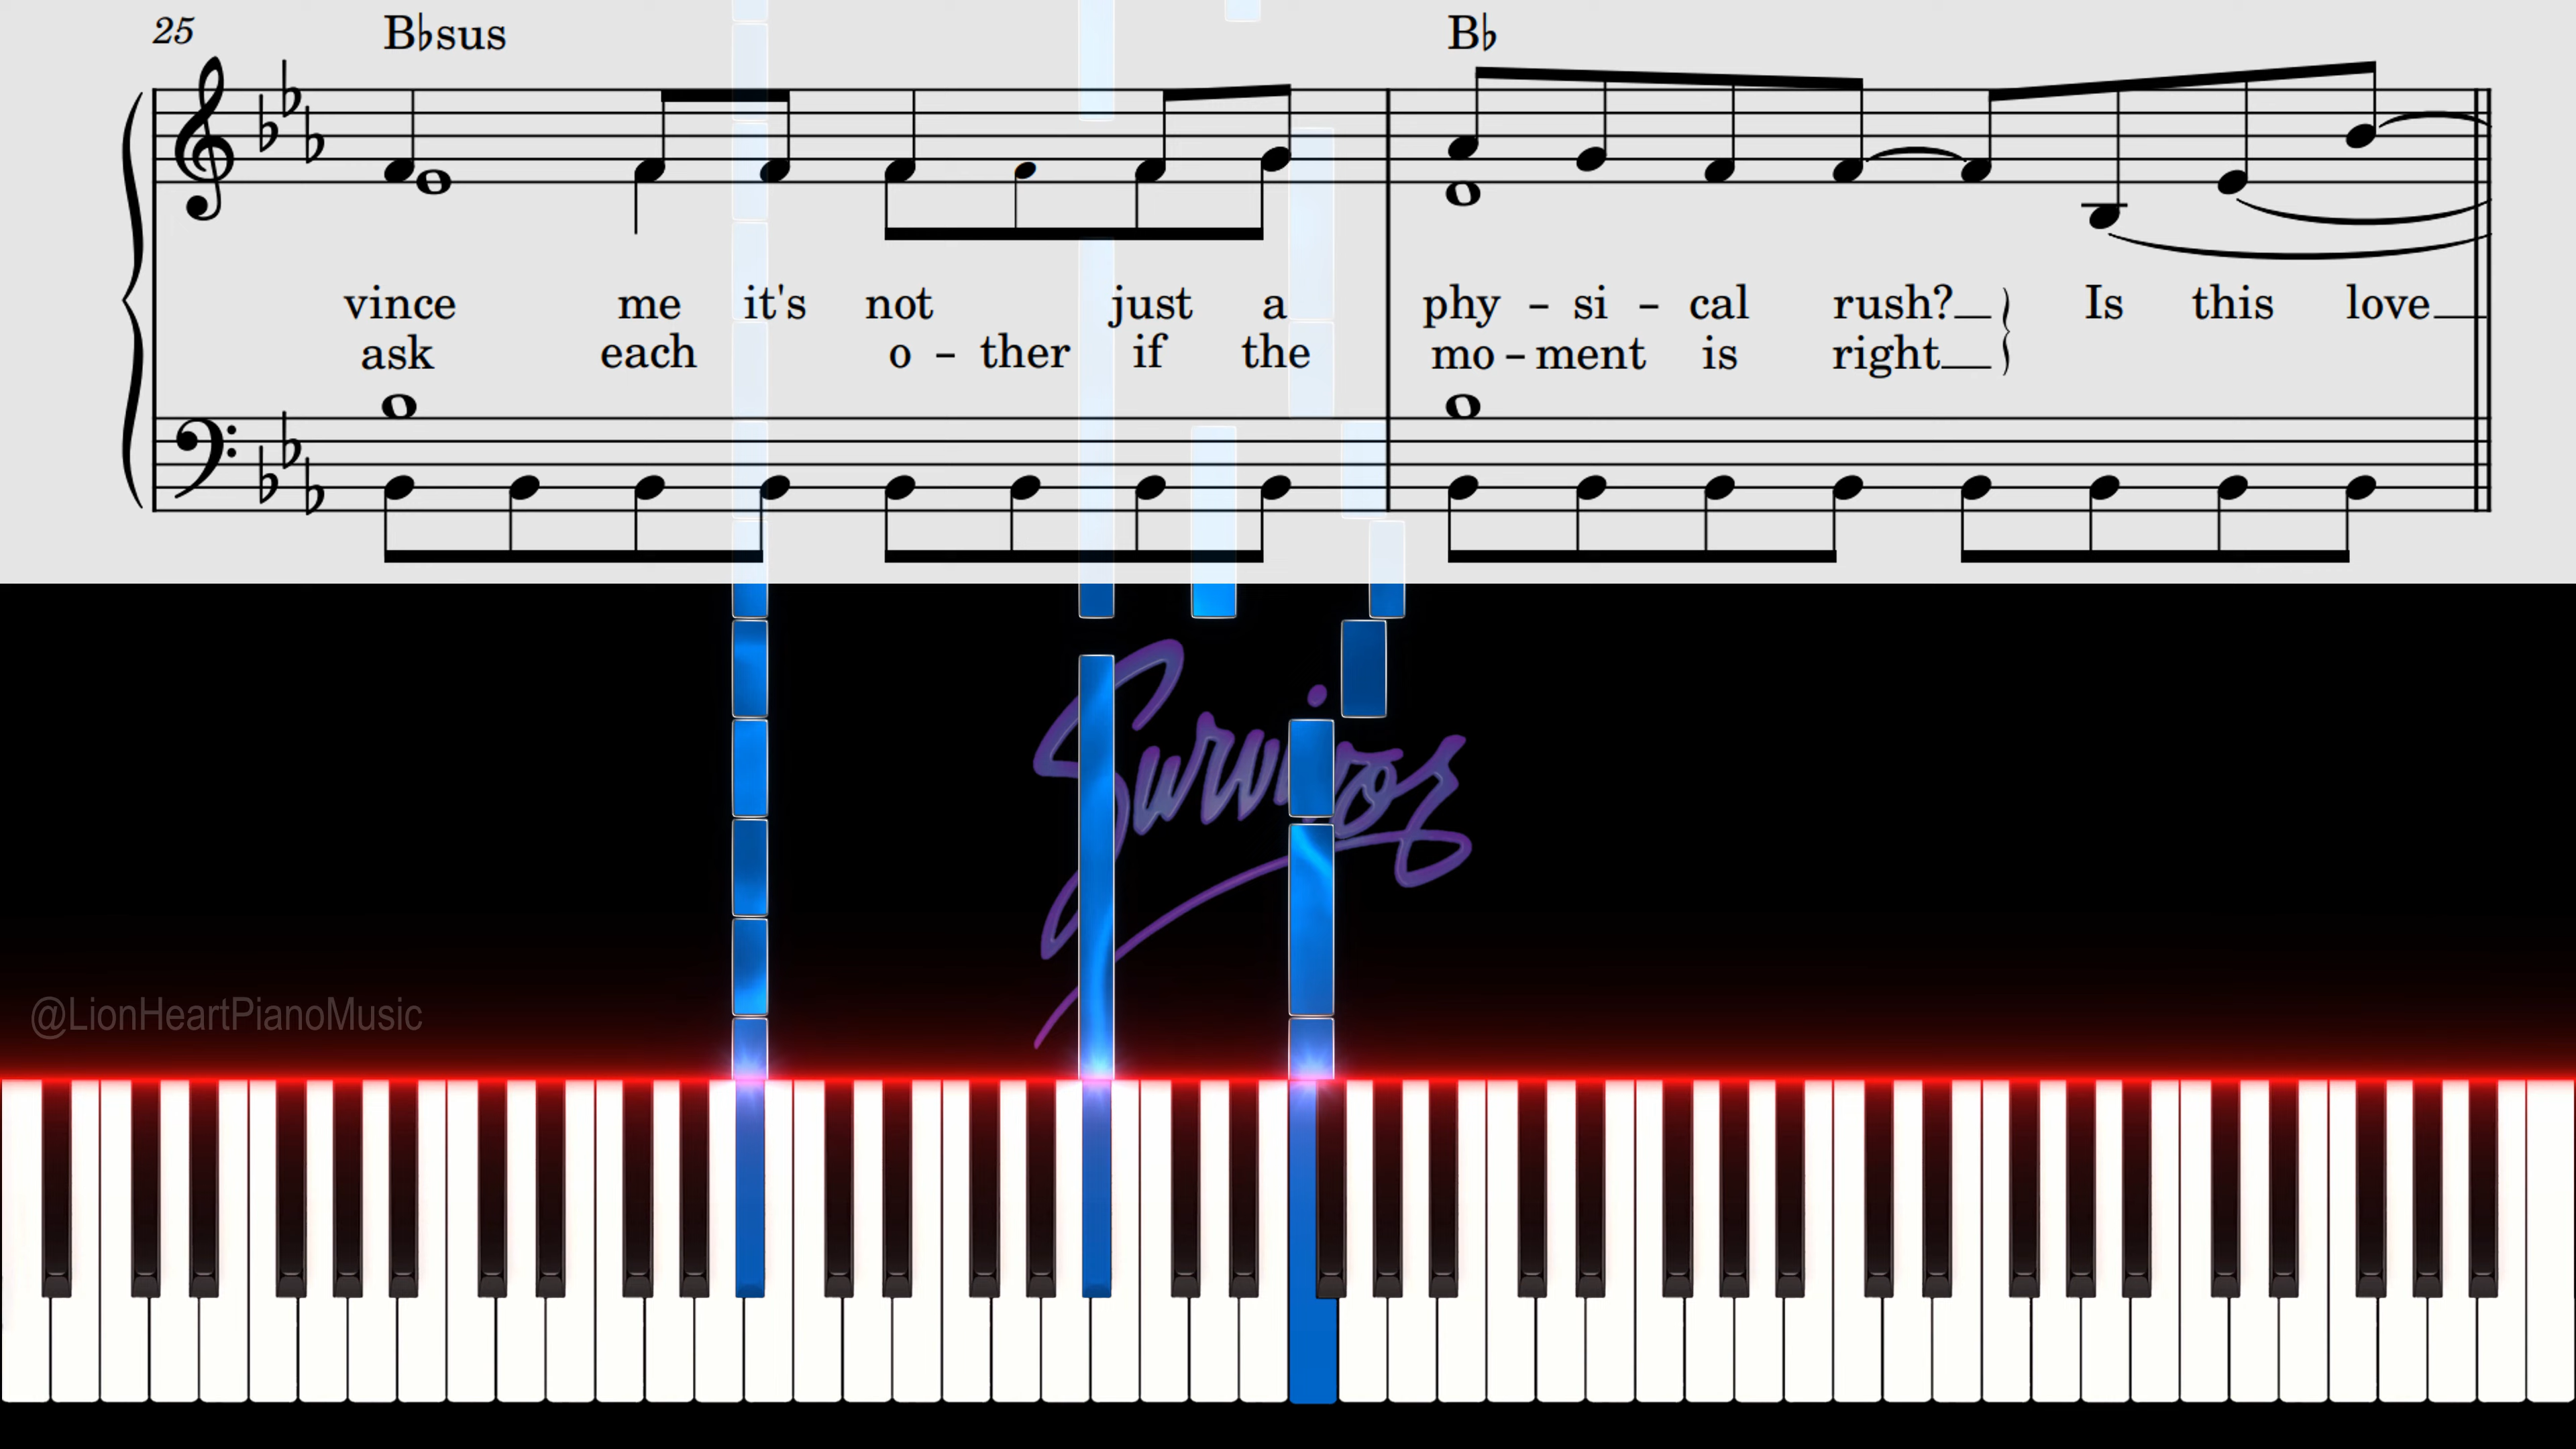 25 B♭sus B♭
vince me it's not just a phy - si - cal rush? Is this love
ask each o - ther if the mo - ment is right
Survivor
@LionHeartPianoMusic